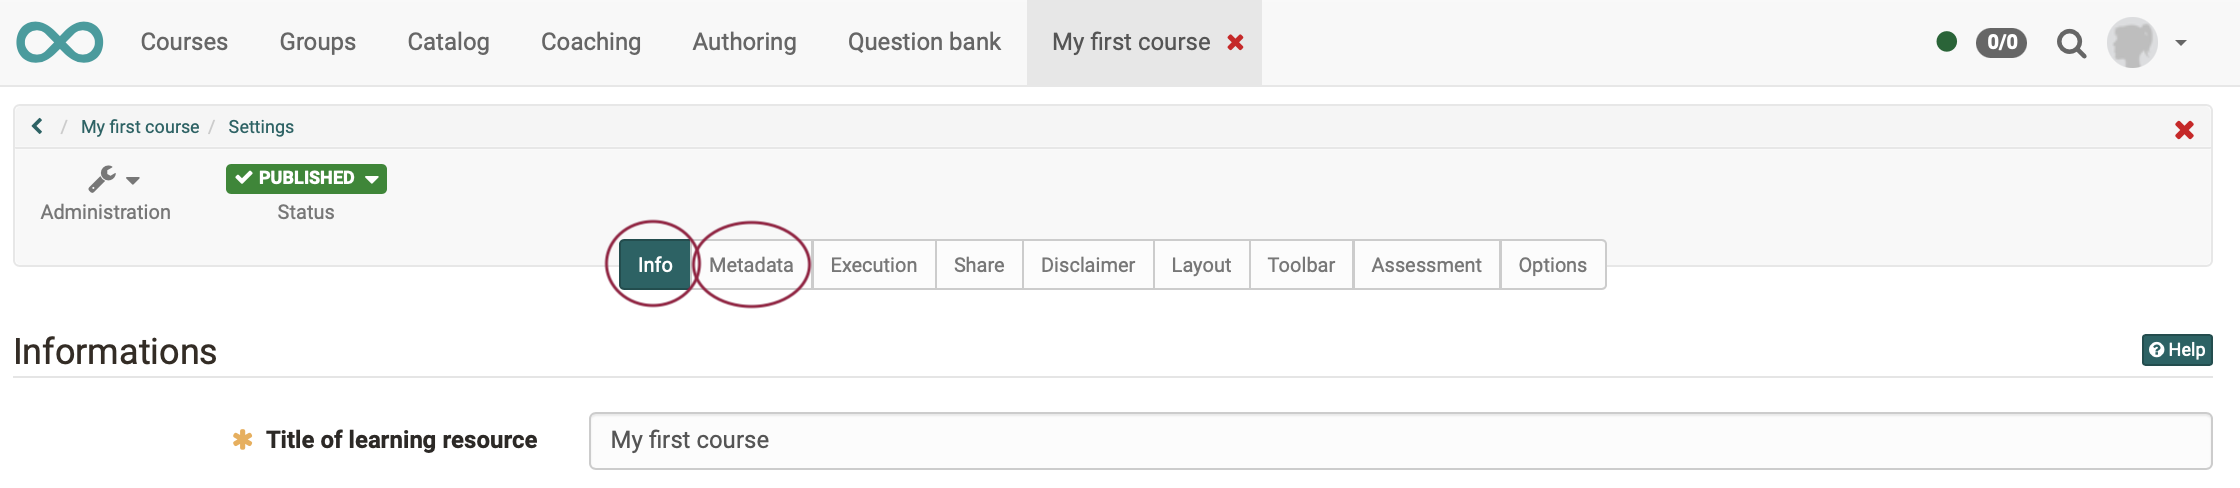 Courses Groups Catalog Coaching Authoring Question bank My first course 0/0
/ My first course / Settings
PUBLISHED
Administration Status
Info Metadata Execution Share Disclaimer Layout Toolbar Assessment Options
Informations Help
Title of learning resource My first course